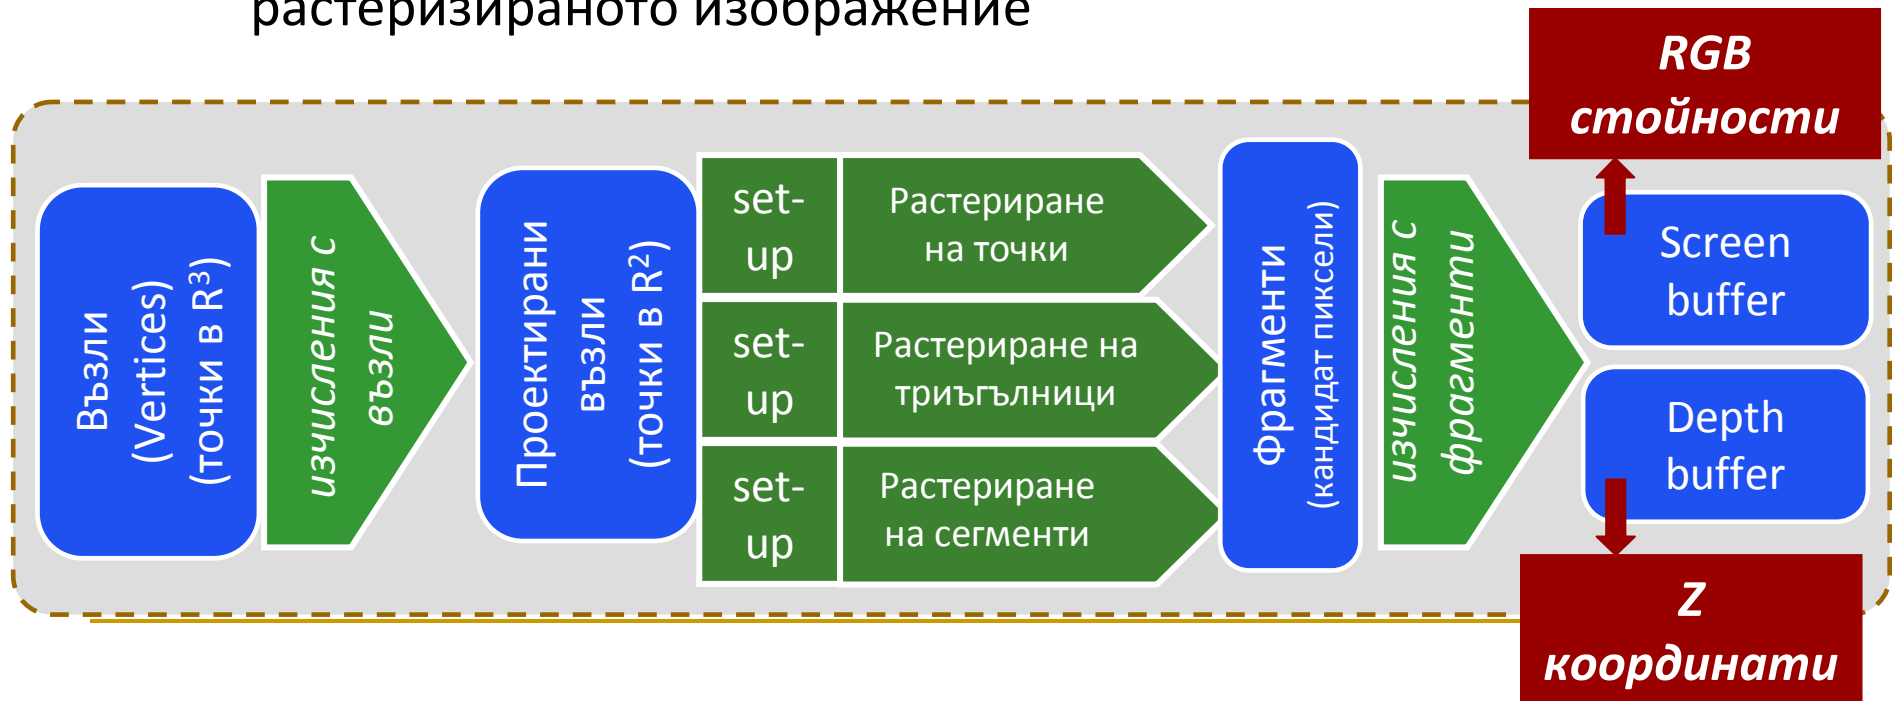 растеризираното изображение
RGB
стойности
Възли
(Vertices)
(точки в R³)
изчисления с
възли
Проектирани
възли
(точки в R²)
set-
up
Растериране
на точки
set-
up
Растериране на
триъгълници
set-
up
Растериране
на сегменти
Фрагменти
(кандидат пиксели)
изчисления с
фрагменти
Screen
buffer
Depth
buffer
Z
координати